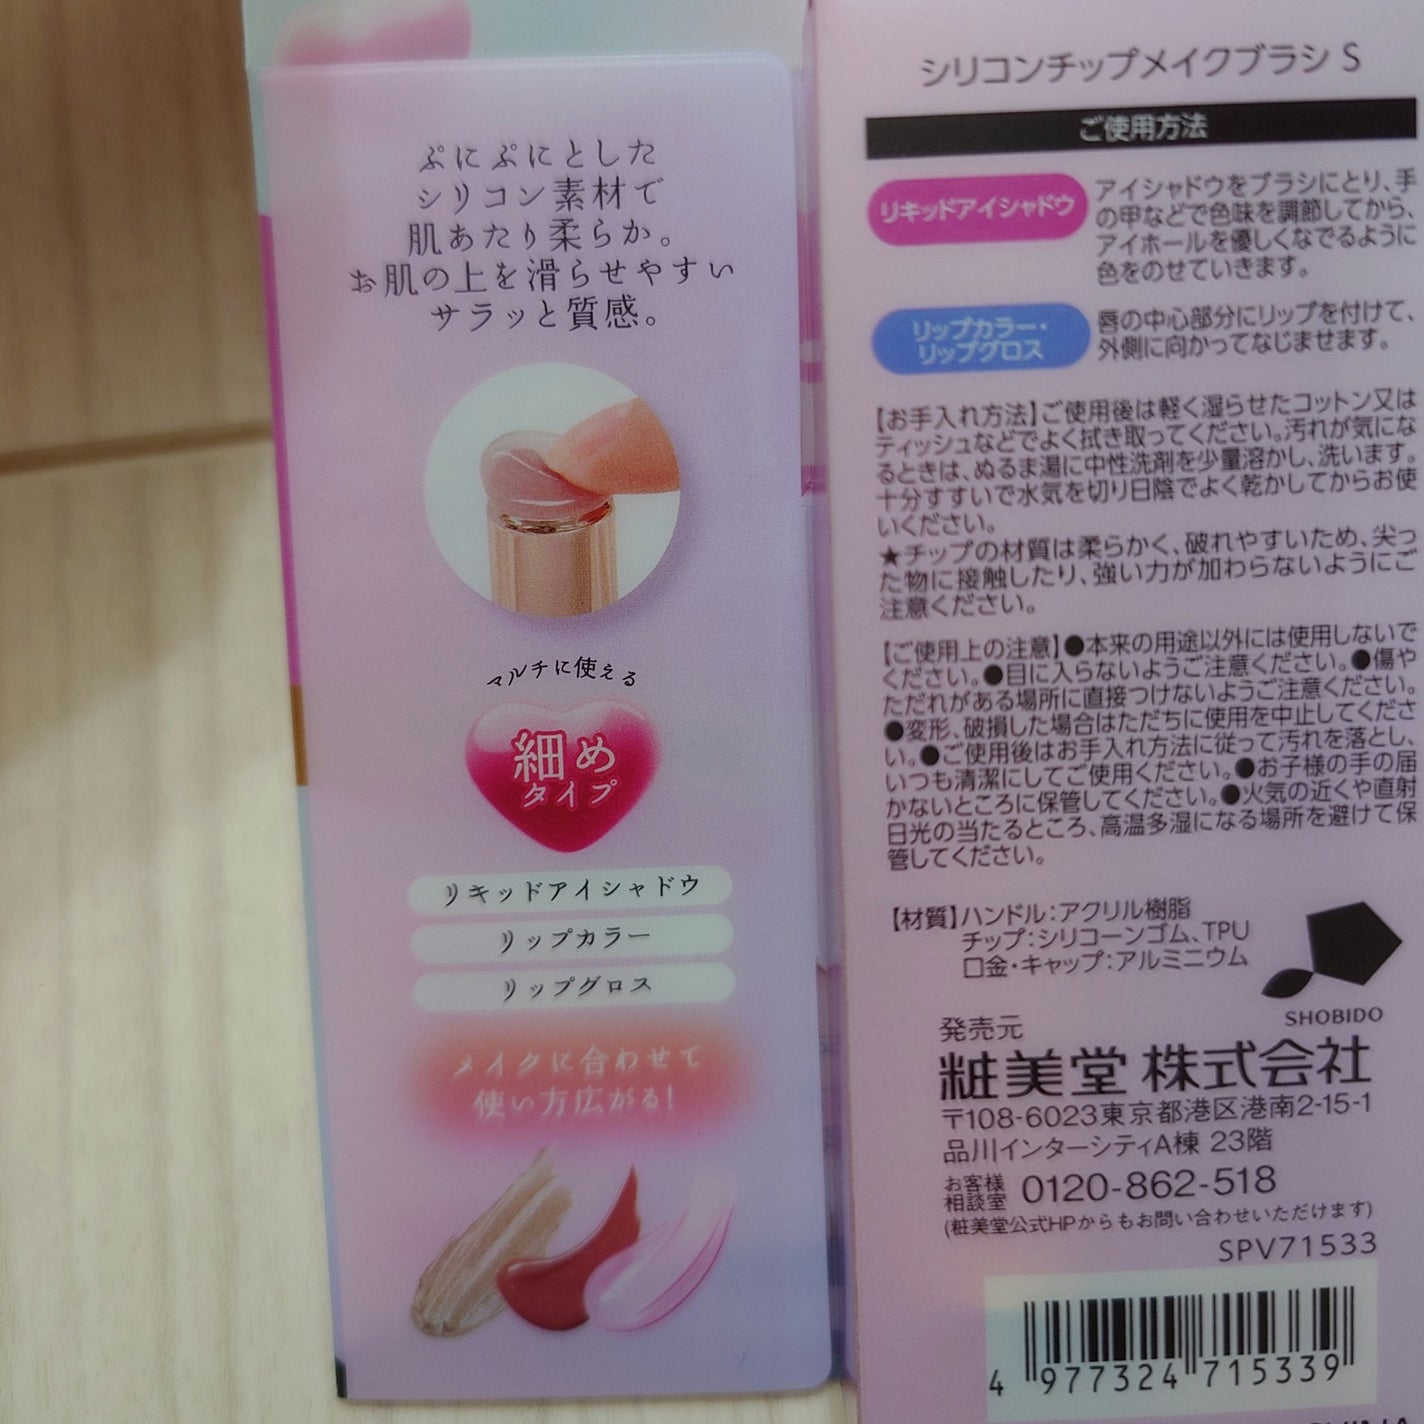 ぷにぷにとした
シリコン素材で
肌あたり柔らか。
お肌の上を滑らせやすい
サラッと質感。
マルチに使える
細め
タイプ
リキッドアイシャドウ
リップカラー
リップグロス
メイクに合わせて
使い方広がる!
シリコンチップメイクブラシ S
ご使用方法
リキッドアイシャドウ
アイシャドウをブラシにとり、手
の甲などで色味を調節してから、
アイホールを優しくなでるように
色をのせていきます。
リップカラー・
リップグロス
唇の中心部分にリップを付けて、
外側に向かってなじませます。
【お手入れ方法】ご使用後は軽く湿らせたコットン又は
ティッシュなどでよく拭き取ってください。汚れが気にな
るときは、ぬるま湯に中性洗剤を少量溶かし、洗います。
十分すすいで水気を切り日陰でよく乾かしてからお使
いください。
★チップの材質は柔らかく、破れやすいため、尖っ
た物に接触したり、強い力が加わらないようにご
注意ください。
【ご使用上の注意】●本来の用途以外には使用しないで
ください。●目に入らないようご注意ください。●傷や
ただれがある場所に直接つけないようご注意ください。
●変形、破損した場合はただちに使用を中止してくださ
い。●ご使用後はお手入れ方法に従って汚れを落とし、
いつも清潔にしてご使用ください。●お子様の手の届
かないところに保管してください。●火気の近くや直射
日光の当たるところ、高温多湿になる場所を避けて保
管してください。
【材質】ハンドル：アクリル樹脂
チップ：シリコーンゴム、TPU
口金・キャップ：アルミニウム
SHOBIDO
発売元
粧美堂 株式会社
〒108-6023東京都港区港南2-15-1
品川インターシティA棟 23階
お客様
相談室 0120-862-518
(粧美堂公式HPからもお問い合わせいただけます)
SPV71533
4 977324 715339